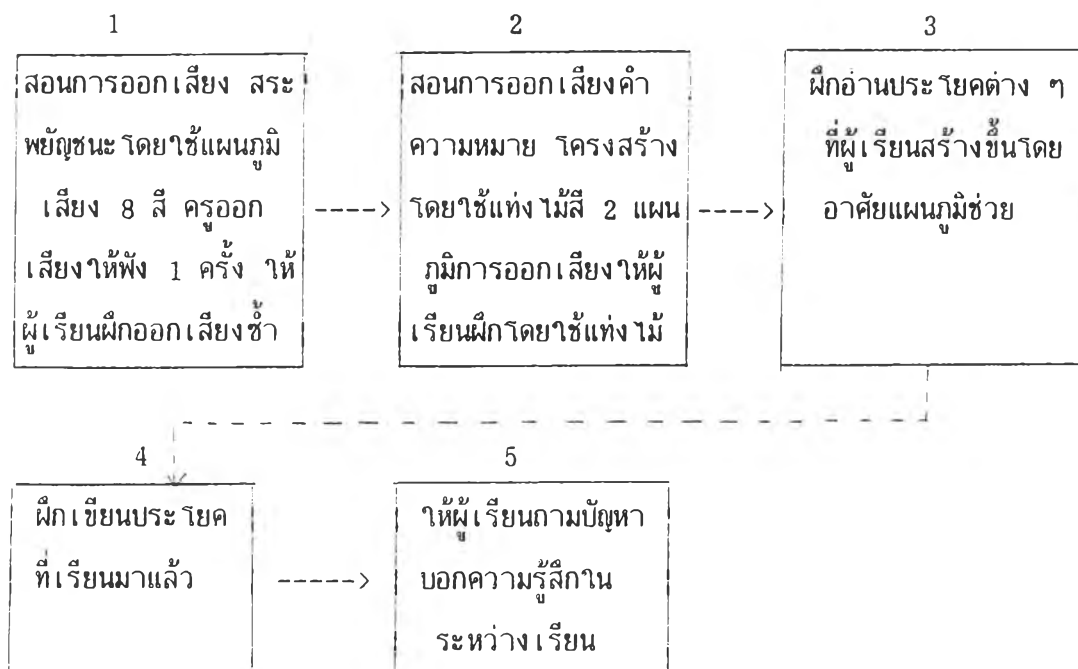 1
สอนการออกเสียง สระ
พยัญชนะโดยใช้แผนภูมิ
เสียง 8 สี ครูออก
เสียงให้ฟัง 1 ครั้ง ให้
ผู้เรียนฝึกออกเสียงซ้ำ
2
สอนการออกเสียงคำ
ความหมาย โครงสร้าง
โดยใช้แท่งไม้สี 2 แผน
ภูมิการออกเสียงให้ผู้
เรียนฝึกโดยใช้แท่งไม้
3
ฝึกอ่านประโยคต่าง ๆ
ที่ผู้เรียนสร้างขึ้นโดย
อาศัยแผนภูมิช่วย
4
ฝึกเขียนประโยค
ที่เรียนมาแล้ว
5
ให้ผู้เรียนถามปัญหา
บอกความรู้สึกใน
ระหว่างเรียน